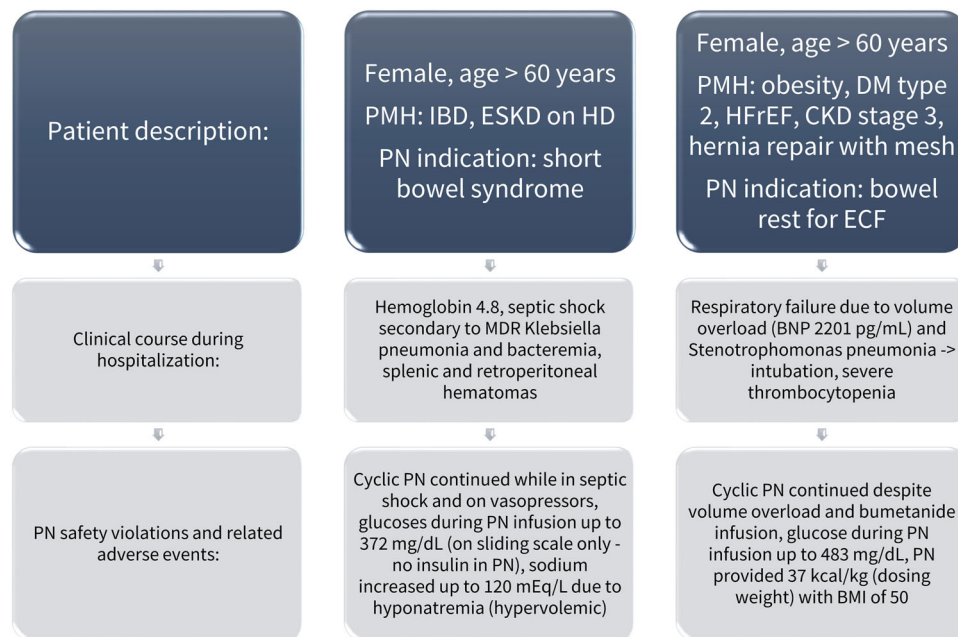 Patient description:
Female, age > 60 years
PMH: IBD, ESKD on HD
PN indication: short
bowel syndrome
Female, age > 60 years
PMH: obesity, DM type
2, HFrEF, CKD stage 3,
hernia repair with mesh
PN indication: bowel
rest for ECF
Clinical course during
hospitalization:
Hemoglobin 4.8, septic shock
secondary to MDR Klebsiella
pneumonia and bacteremia,
splenic and retroperitoneal
hematomas
Respiratory failure due to volume
overload (BNP 2201 pg/mL) and
Stenotrophomonas pneumonia ->
intubation, severe
thrombocytopenia
PN safety violations and related
adverse events:
Cyclic PN continued while in septic
shock and on vasopressors,
glucoses during PN infusion up to
372 mg/dL (on sliding scale only -
no insulin in PN), sodium
increased up to 120 mEq/L due to
hyponatremia (hypervolemic)
Cyclic PN continued despite
volume overload and bumetanide
infusion, glucose during PN
infusion up to 483 mg/dL, PN
provided 37 kcal/kg (dosing
weight) with BMI of 50